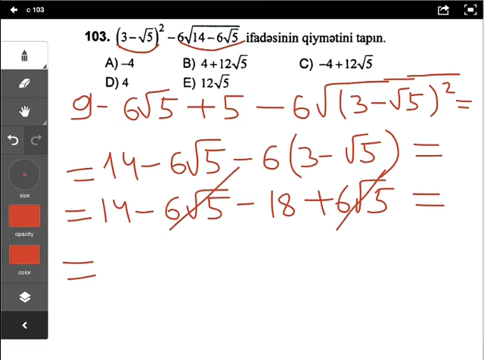 c 103
103. (3−√5)² − 6√14 − 6√5 ifadəsinin qiymətini tapın.
A) −4 B) 4 + 12√5 C) −4 + 12√5
D) 4 E) 12√5
9 - 6√5 + 5 - 6√(3 - √5)² =
= 14 - 6√5 - 6(3 - √5) =
= 14 - 6√5 - 18 + 6√5 =
=
size
opacity
color